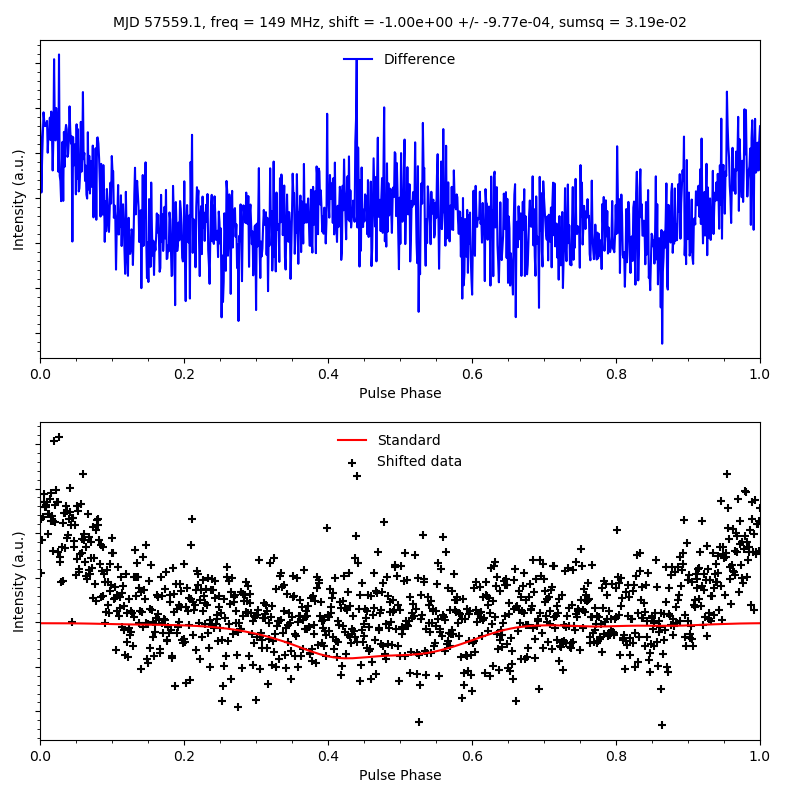 MJD 57559.1, freq = 149 MHz, shift = -1.00e+00 +/- -9.77e-04, sumsq = 3.19e-02
Difference
Intensity (a.u.)
0.0 0.2 0.4 0.6 0.8 1.0
Pulse Phase
Standard
Shifted data
Intensity (a.u.)
0.0 0.2 0.4 0.6 0.8 1.0
Pulse Phase